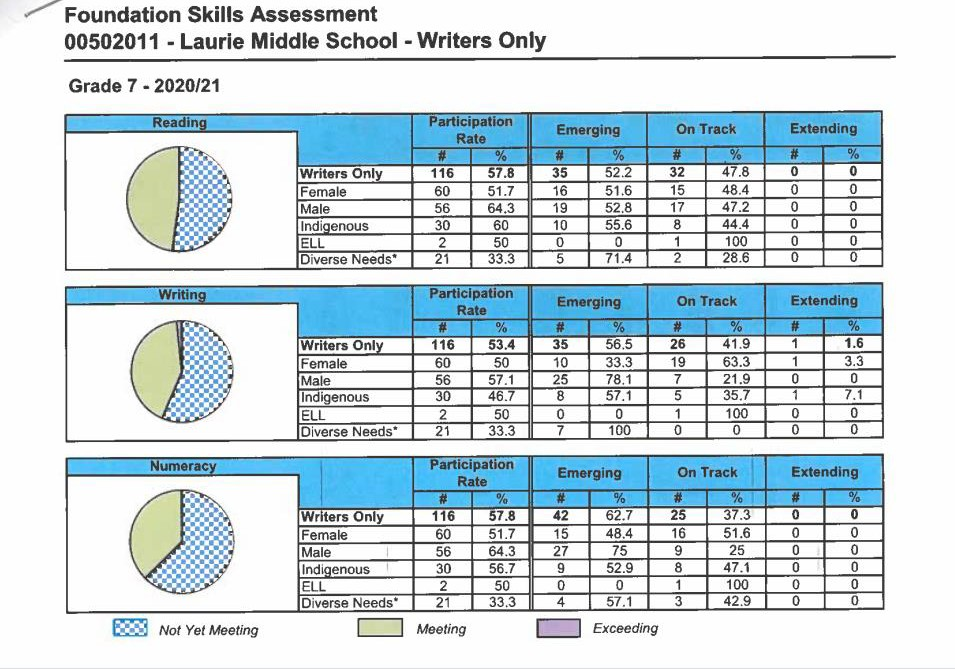 Foundation Skills Assessment
00502011 - Laurie Middle School - Writers Only
Grade 7 - 2020/21
Reading Participation Rate Emerging On Track Extending
# % # % # % # %
Writers Only 116 57.8 35 52.2 32 47.8 0 0
Female 60 51.7 16 51.6 15 48.4 0 0
Male 56 64.3 19 52.8 17 47.2 0 0
Indigenous 30 60 10 55.6 8 44.4 0 0
ELL 2 50 0 0 1 100 0 0
Diverse Needs* 21 33.3 5 71.4 2 28.6 0 0
Writing Participation Rate Emerging On Track Extending
# % # % # % # %
Writers Only 116 53.4 35 56.5 26 41.9 1 1.6
Female 60 50 10 33.3 19 63.3 1 3.3
Male 56 57.1 25 78.1 7 21.9 0 0
Indigenous 30 46.7 8 57.1 5 35.7 1 7.1
ELL 2 50 0 0 1 100 0 0
Diverse Needs* 21 33.3 7 100 0 0 0 0
Numeracy Participation Rate Emerging On Track Extending
# % # % # % # %
Writers Only 116 57.8 42 62.7 25 37.3 0 0
Female 60 51.7 15 48.4 16 51.6 0 0
Male 56 64.3 27 75 9 25 0 0
Indigenous 30 56.7 9 52.9 8 47.1 0 0
ELL 2 50 0 0 1 100 0 0
Diverse Needs* 21 33.3 4 57.1 3 42.9 0 0
Not Yet Meeting Meeting Exceeding